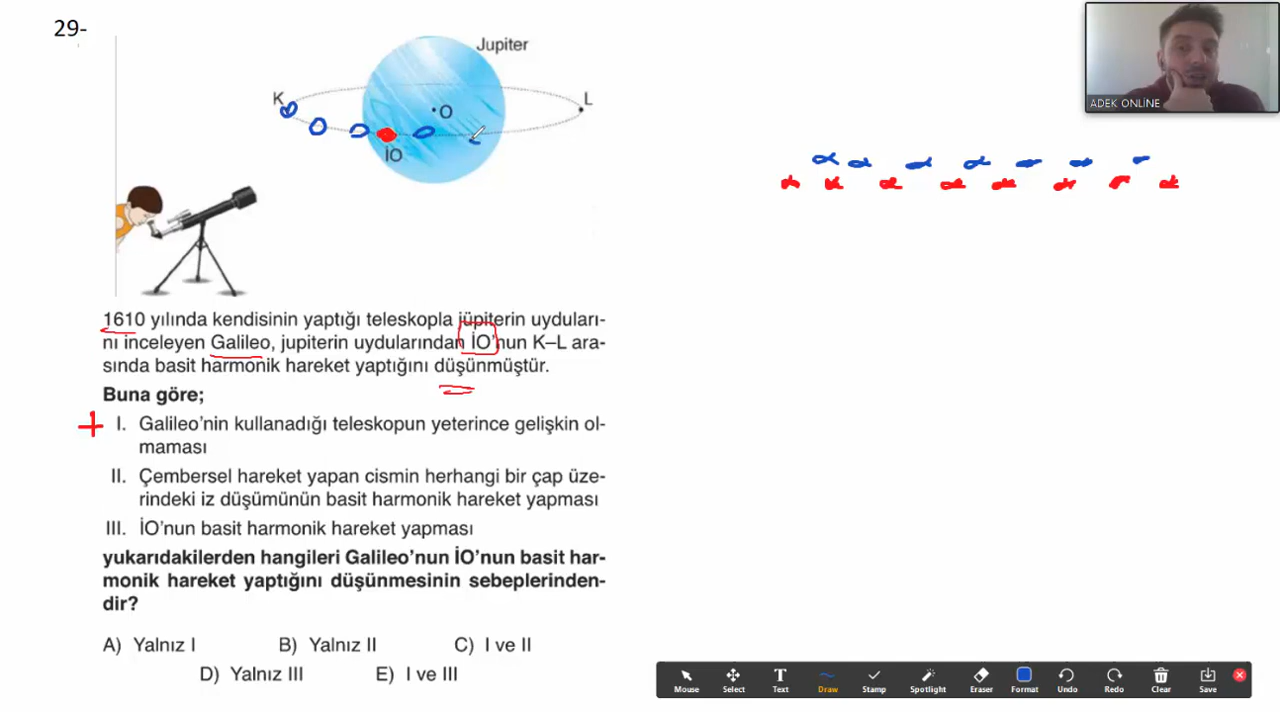 29-
Jupiter
K
L
O
İO
ADEK ONLİNE
1610 yılında kendisinin yaptığı teleskopla jüpiterin uyduları-
nı inceleyen Galileo, jupiterin uydularından İO'nun K–L ara-
sında basit harmonik hareket yaptığını düşünmüştür.
Buna göre;
I. Galileo'nin kullanadığı teleskopun yeterince gelişkin ol-
maması
II. Çembersel hareket yapan cismin herhangi bir çap üze-
rindeki iz düşümünün basit harmonik hareket yapması
III. İO'nun basit harmonik hareket yapması
yukarıdakilerden hangileri Galileo'nun İO'nun basit har-
monik hareket yaptığını düşünmesinin sebeplerinden-
dir?
A) Yalnız I B) Yalnız II C) I ve II
D) Yalnız III E) I ve III
Mouse Select Text Draw Stamp Spotlight Eraser Format Undo Redo Clear Save